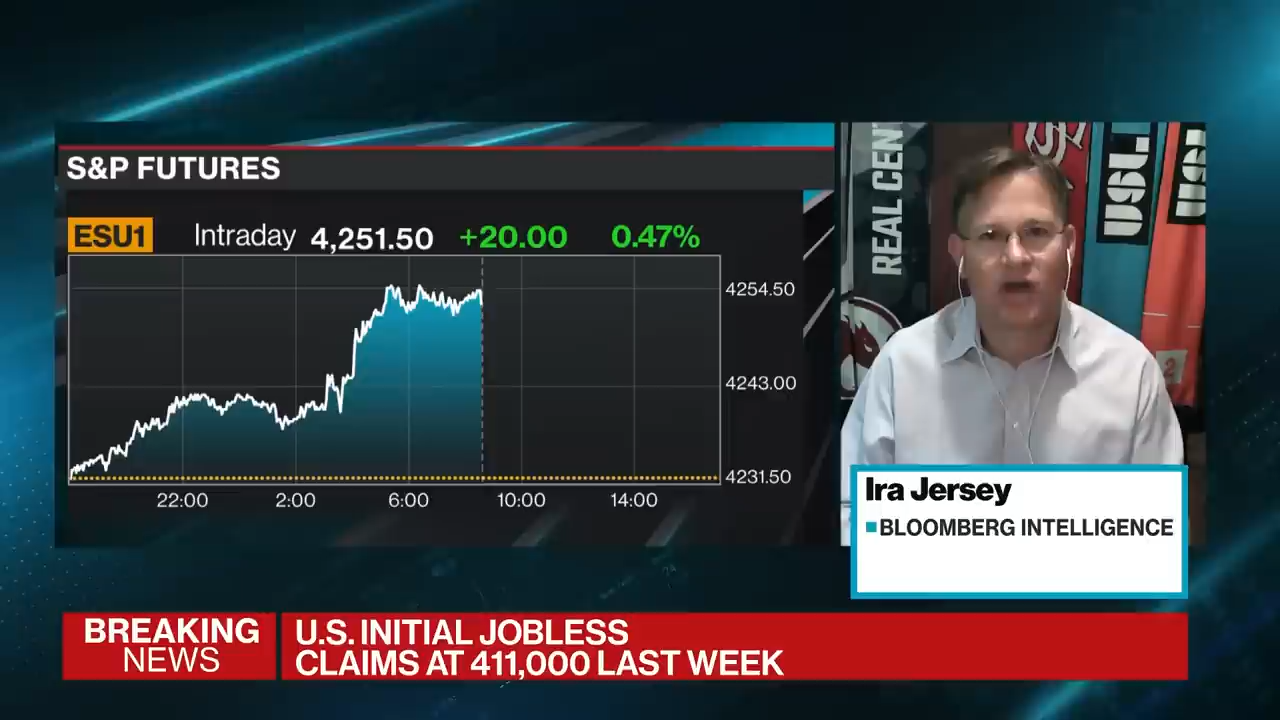 S&P FUTURES
ESU1 Intraday 4,251.50 +20.00 0.47%
4254.50
4243.00
4231.50
22:00 2:00 6:00 10:00 14:00
REAL CEN
Ira Jersey
BLOOMBERG INTELLIGENCE
BREAKING
NEWS
U.S. INITIAL JOBLESS
CLAIMS AT 411,000 LAST WEEK